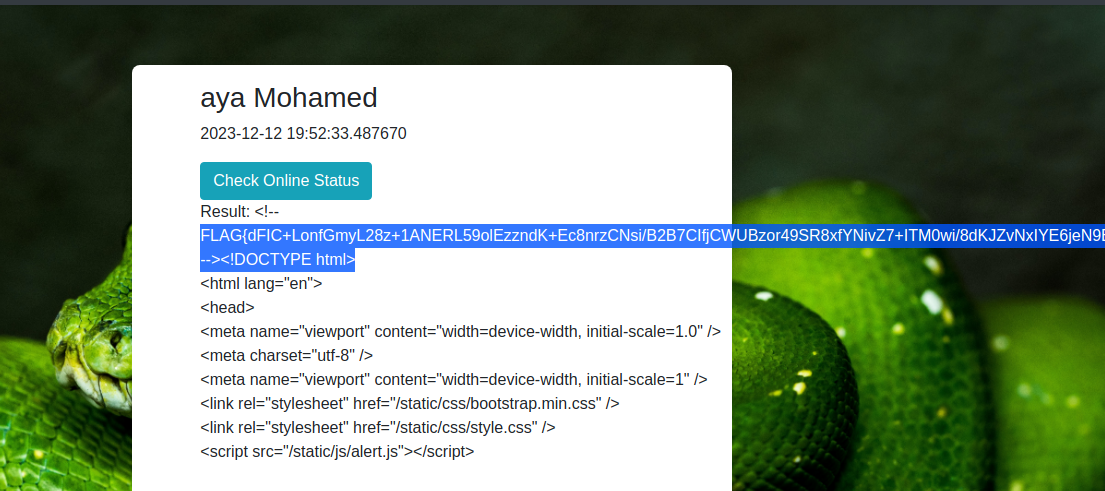 aya Mohamed
2023-12-12 19:52:33.487670
Check Online Status
Result: <!--
FLAG{dFIC+LonfGmyL28z+1ANERL59olEzzndK+Ec8nrzCNsi/B2B7CIfjCWUBzor49SR8xfYNivZ7+ITM0wi/8dKJZvNxIYE6jeN9E
--><!DOCTYPE html>
<html lang="en">
<head>
<meta name="viewport" content="width=device-width, initial-scale=1.0" />
<meta charset="utf-8" />
<meta name="viewport" content="width=device-width, initial-scale=1" />
<link rel="stylesheet" href="/static/css/bootstrap.min.css" />
<link rel="stylesheet" href="/static/css/style.css" />
<script src="/static/js/alert.js"></script>